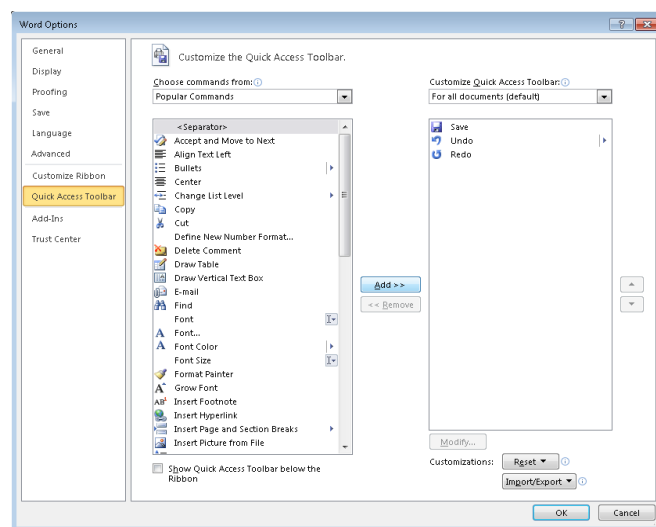 Word Options
General
Display
Proofing
Save
Language
Advanced
Customize Ribbon
Quick Access Toolbar
Add-Ins
Trust Center
Customize the Quick Access Toolbar.
Choose commands from:
Popular Commands
<Separator>
Accept and Move to Next
Align Text Left
Bullets
Center
Change List Level
Copy
Cut
Define New Number Format...
Delete Comment
Draw Table
Draw Vertical Text Box
E-mail
Find
Font
Font...
Font Color
Font Size
Format Painter
Grow Font
Insert Footnote
Insert Hyperlink
Insert Page and Section Breaks
Insert Picture from File
Show Quick Access Toolbar below the
Ribbon
Add >>
<< Remove
Customize Quick Access Toolbar:
For all documents (default)
Save
Undo
Redo
Modify...
Customizations:
Reset
Import/Export
OK
Cancel